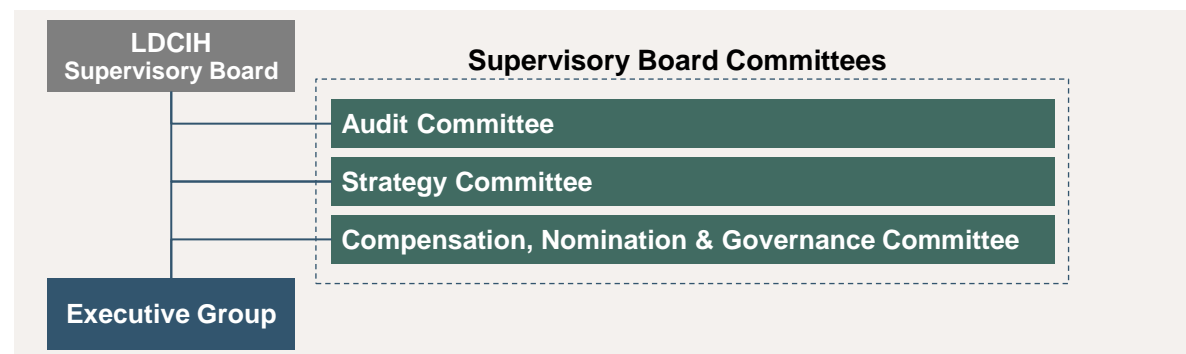 LDCIH
Supervisory Board
Supervisory Board Committees
Audit Committee
Strategy Committee
Compensation, Nomination & Governance Committee
Executive Group